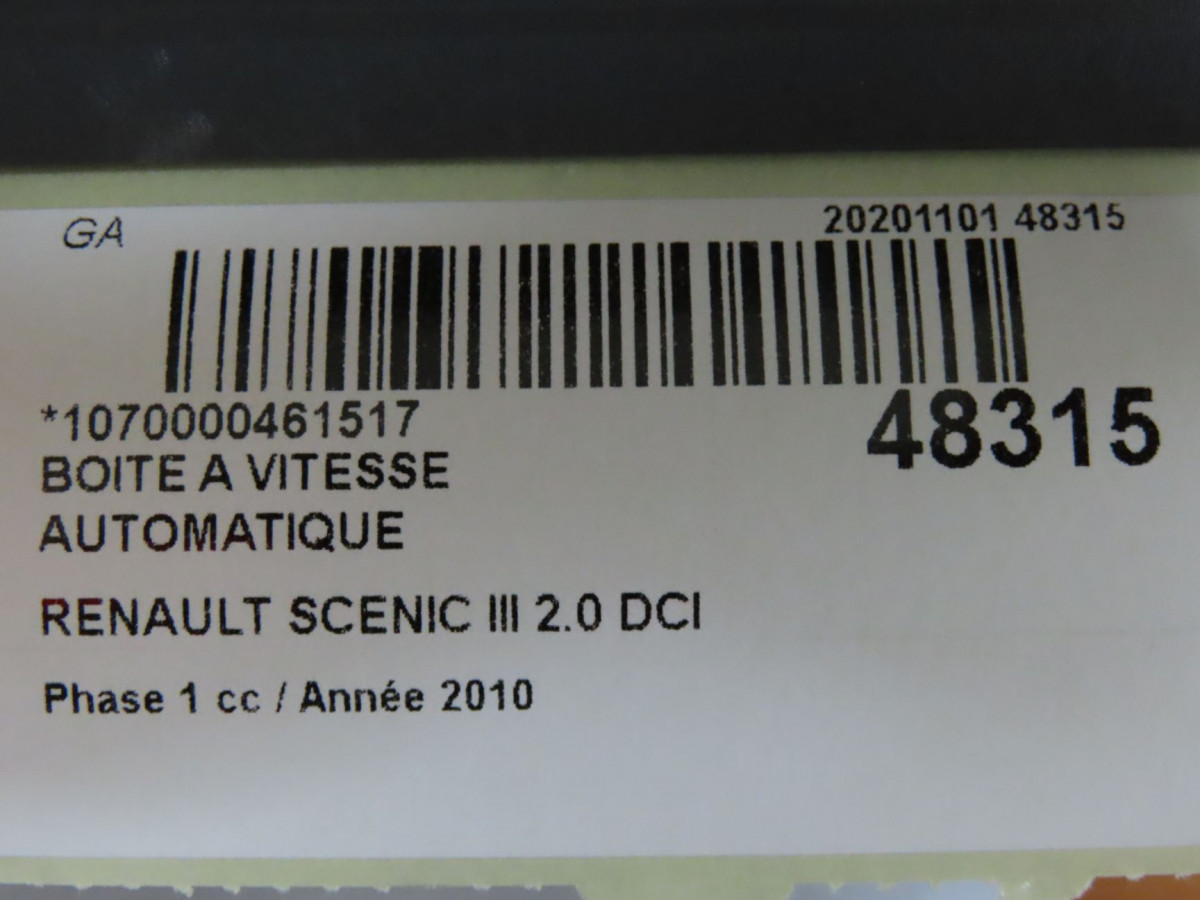 GA
20201101 48315
*1070000461517
48315
BOITE A VITESSE
AUTOMATIQUE
RENAULT SCENIC III 2.0 DCI
Phase 1 cc / Année 2010